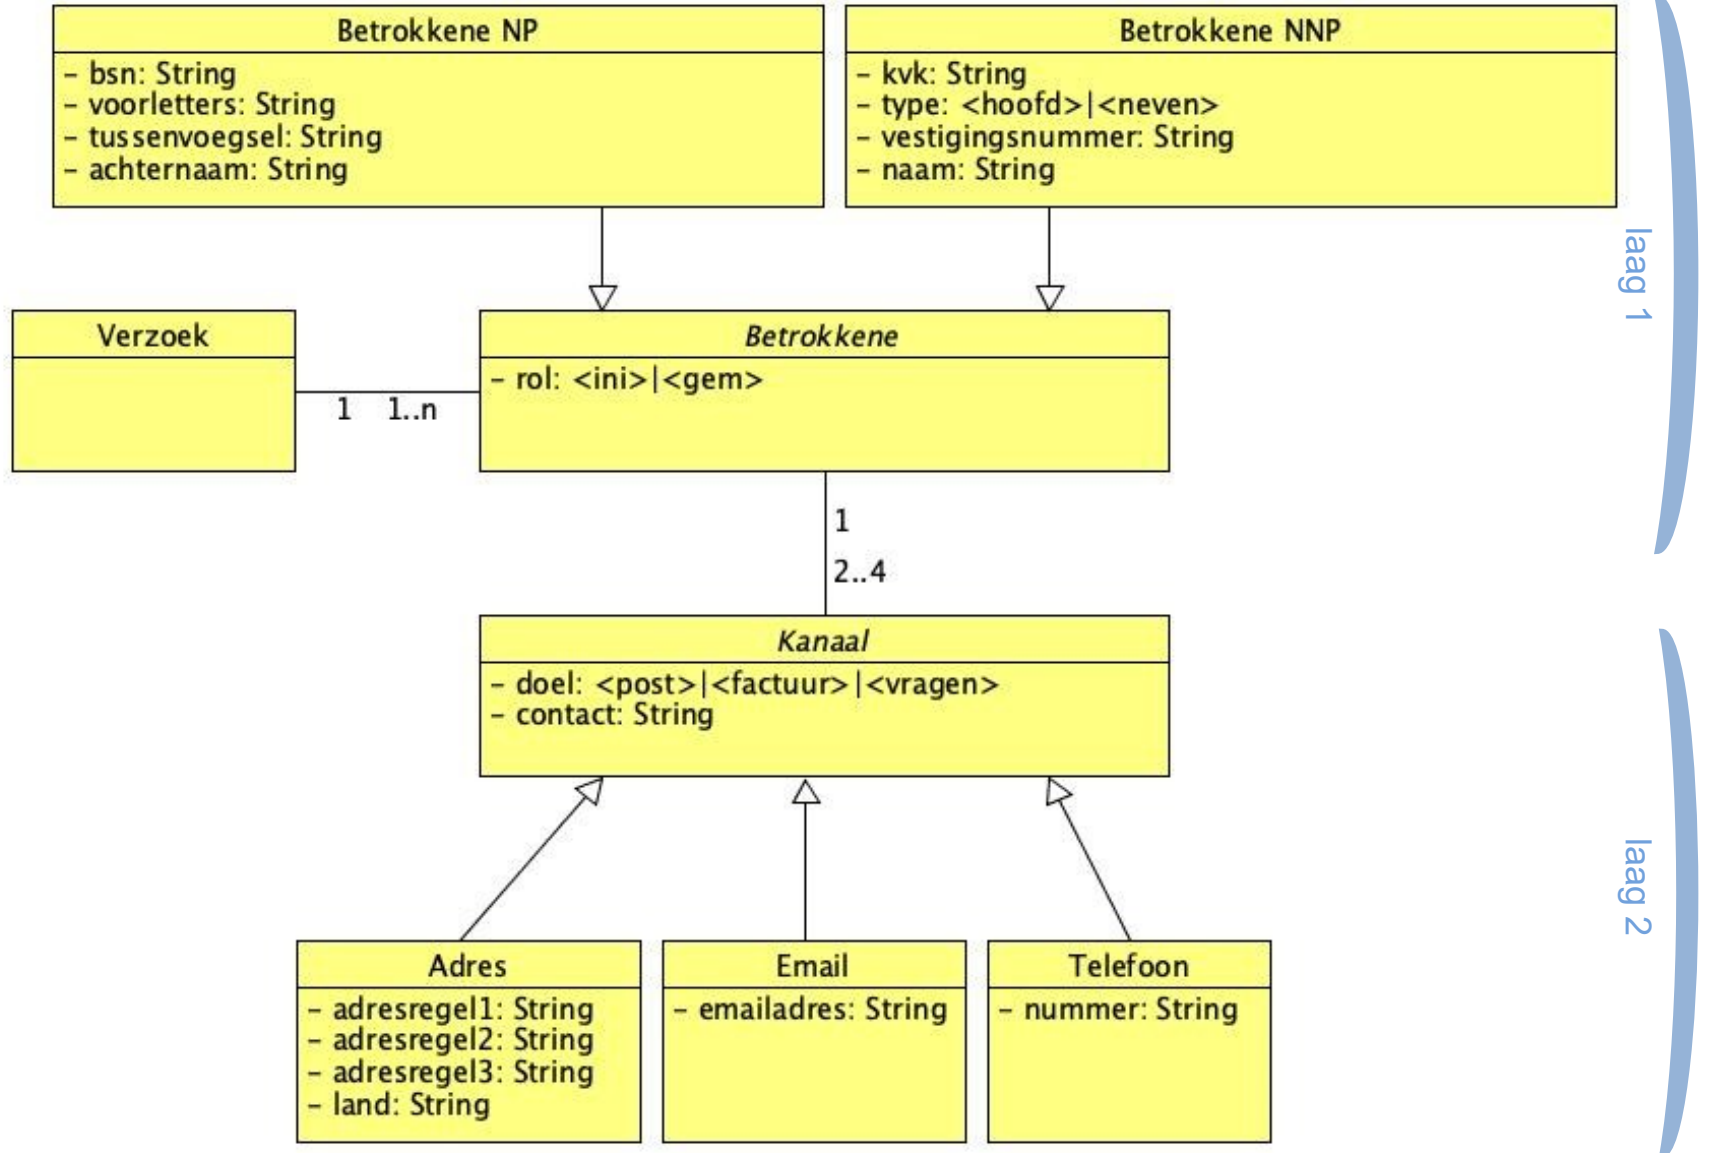 Betrokkene NP
– bsn: String
– voorletters: String
– tussenvoegsel: String
– achternaam: String
Betrokkene NNP
– kvk: String
– type: <hoofd>|<neven>
– vestigingsnummer: String
– naam: String
laag 1
Verzoek
1 1..n
Betrokkene
– rol: <ini>|<gem>
1
2..4
Kanaal
– doel: <post>|<factuur>|<vragen>
– contact: String
laag 2
Adres
– adresregel1: String
– adresregel2: String
– adresregel3: String
– land: String
Email
– emailadres: String
Telefoon
– nummer: String